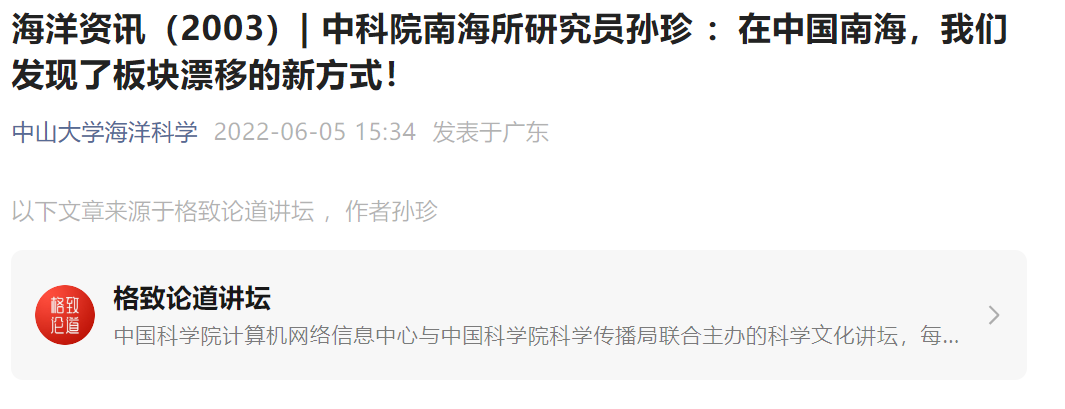 海洋资讯（2003）| 中科院南海所研究员孙珍 ：在中国南海，我们
发现了板块漂移的新方式！
中山大学海洋科学 2022-06-05 15:34 发表于广东
以下文章来源于格致论道讲坛 ，作者孙珍
格致
论道
格致论道讲坛
中国科学院计算机网络信息中心与中国科学院科学传播局联合主办的科学文化讲坛，每...